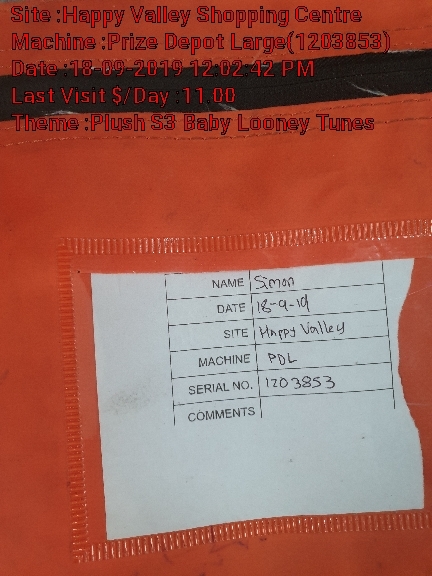 Site :Happy Valley Shopping Centre
Machine :Prize Depot Large(1203853)
Date :18-09-2019 12:02:42 PM
Last Visit $/Day :11.00
Theme :Plush S3 Baby Looney Tunes
NAME Simon
DATE 18-9-19
SITE Happy Valley
MACHINE PDL
SERIAL NO. 1203853
COMMENTS